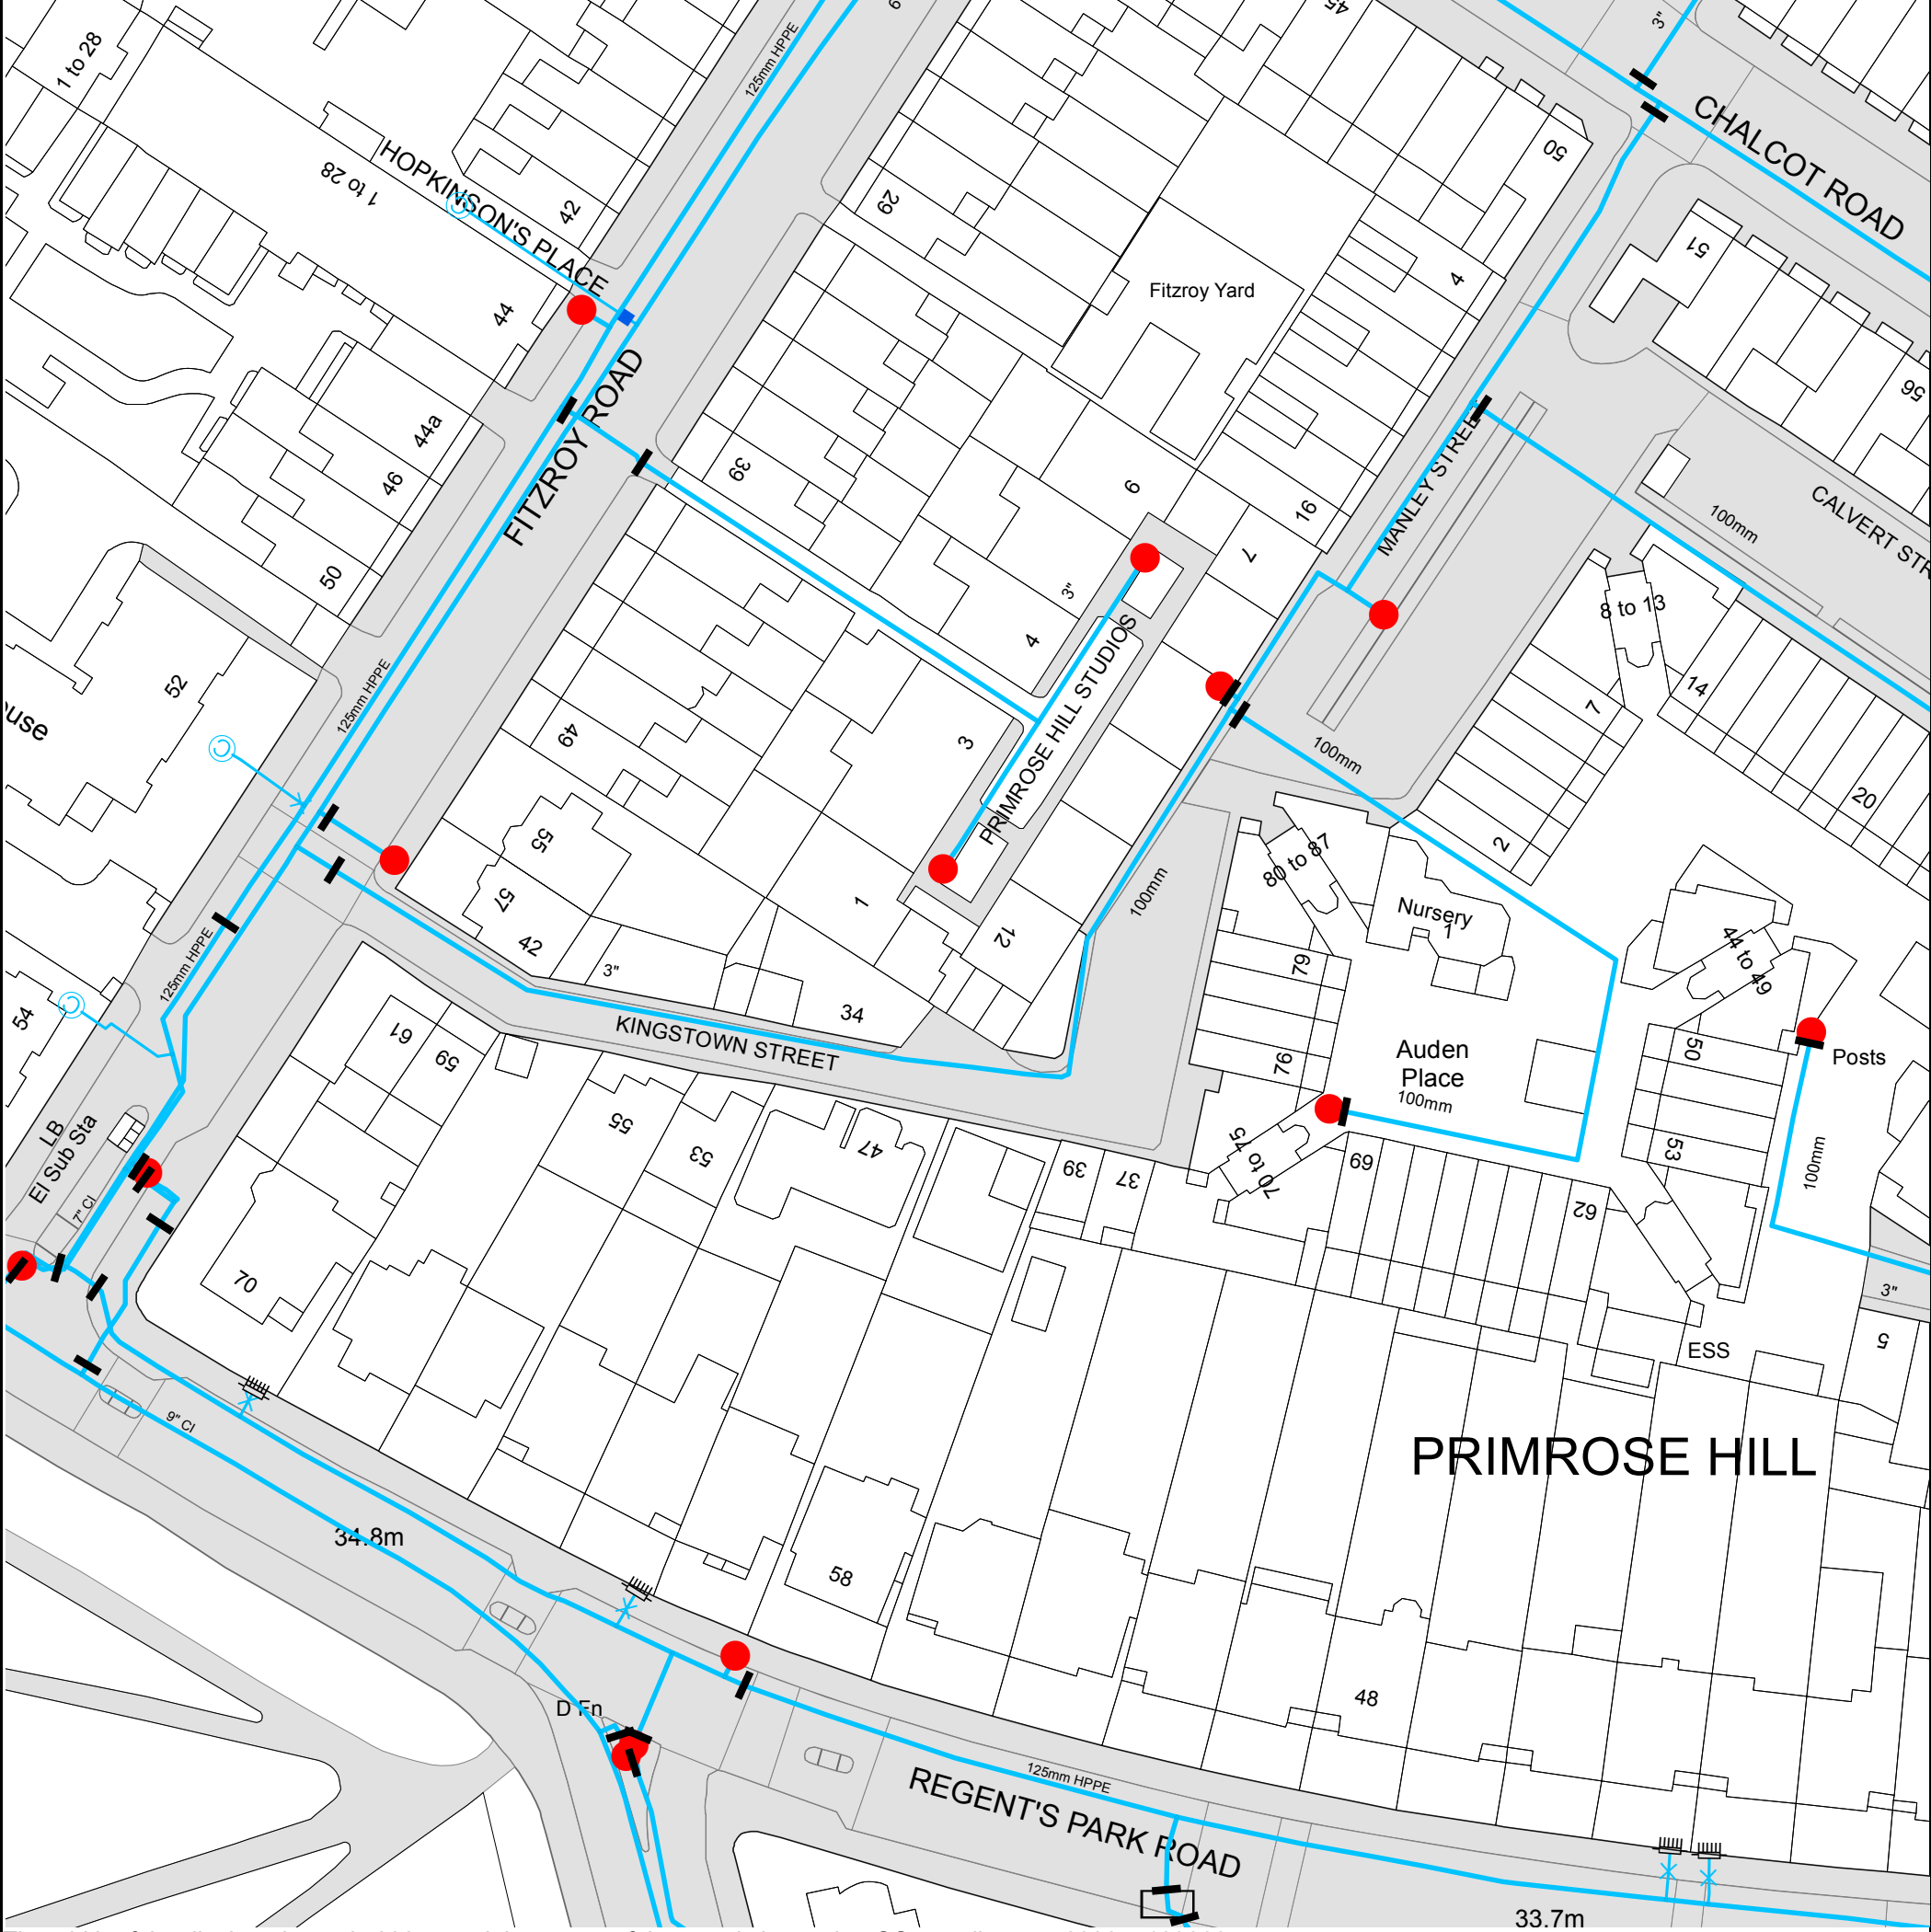 1 to 28
125mm HPPE
45
3"
CHALCOT ROAD
HOPKINSON'S PLACE
1 to 28
42
29
50
51
Fitzroy Yard
4
44
FITZROY ROAD
44a
46
39
6
16
MANLEY STREET
56
100mm
CALVERT STR
50
7
3"
4
8 to 13
PRIMROSE HILL STUDIOS
52
125mm HPPE
49
3
100mm
7
14
20
2
55
57
42
1
12
100mm
80 to 87
Nursery
1
79
44 to 49
125mm HPPE
3"
34
KINGSTOWN STREET
54
61
59
76
Auden
Place
100mm
50
Posts
LB
El Sub Sta
7" CI
55
53
47
39
37
70 to 75
69
62
53
100mm
70
3"
5
ESS
9" CI
PRIMROSE HILL
34.8m
58
48
D Fn
125mm HPPE
REGENT'S PARK ROAD
33.7m